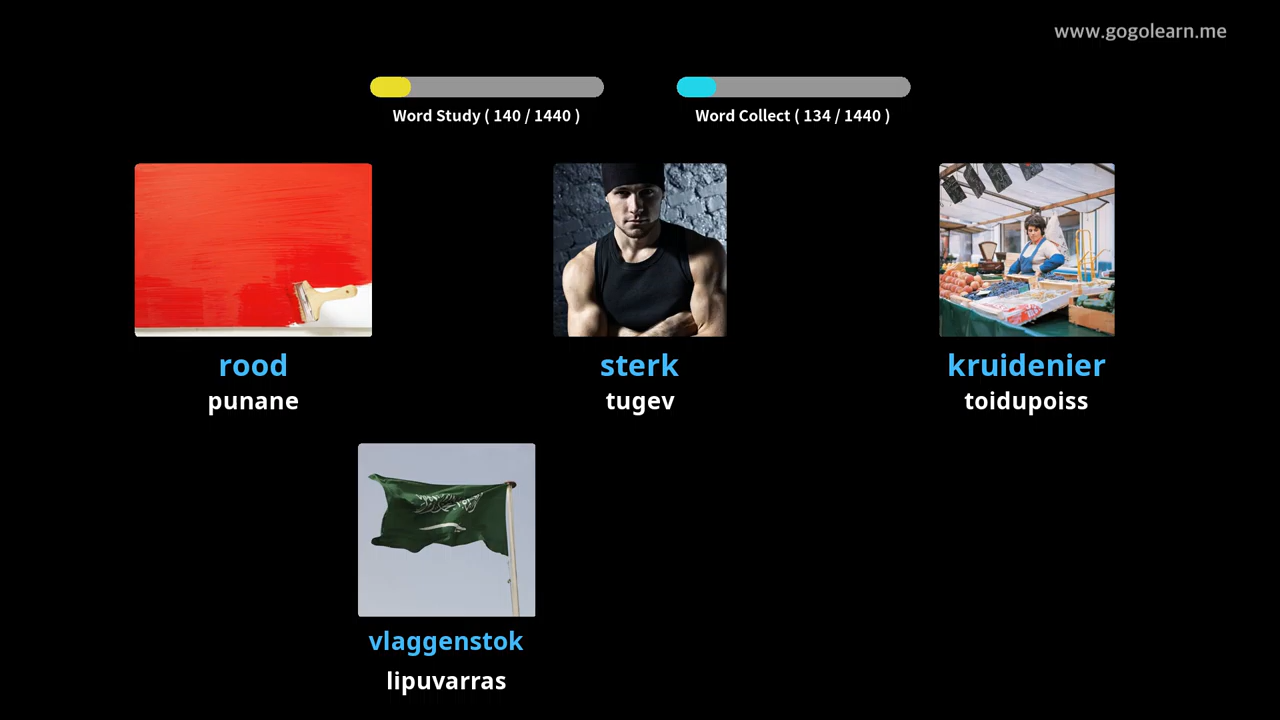 www.gogolearn.me
Word Study ( 140 / 1440 )
Word Collect ( 134 / 1440 )
rood
punane
sterk
tugev
kruidenier
toidupoiss
vlaggenstok
lipuvarras